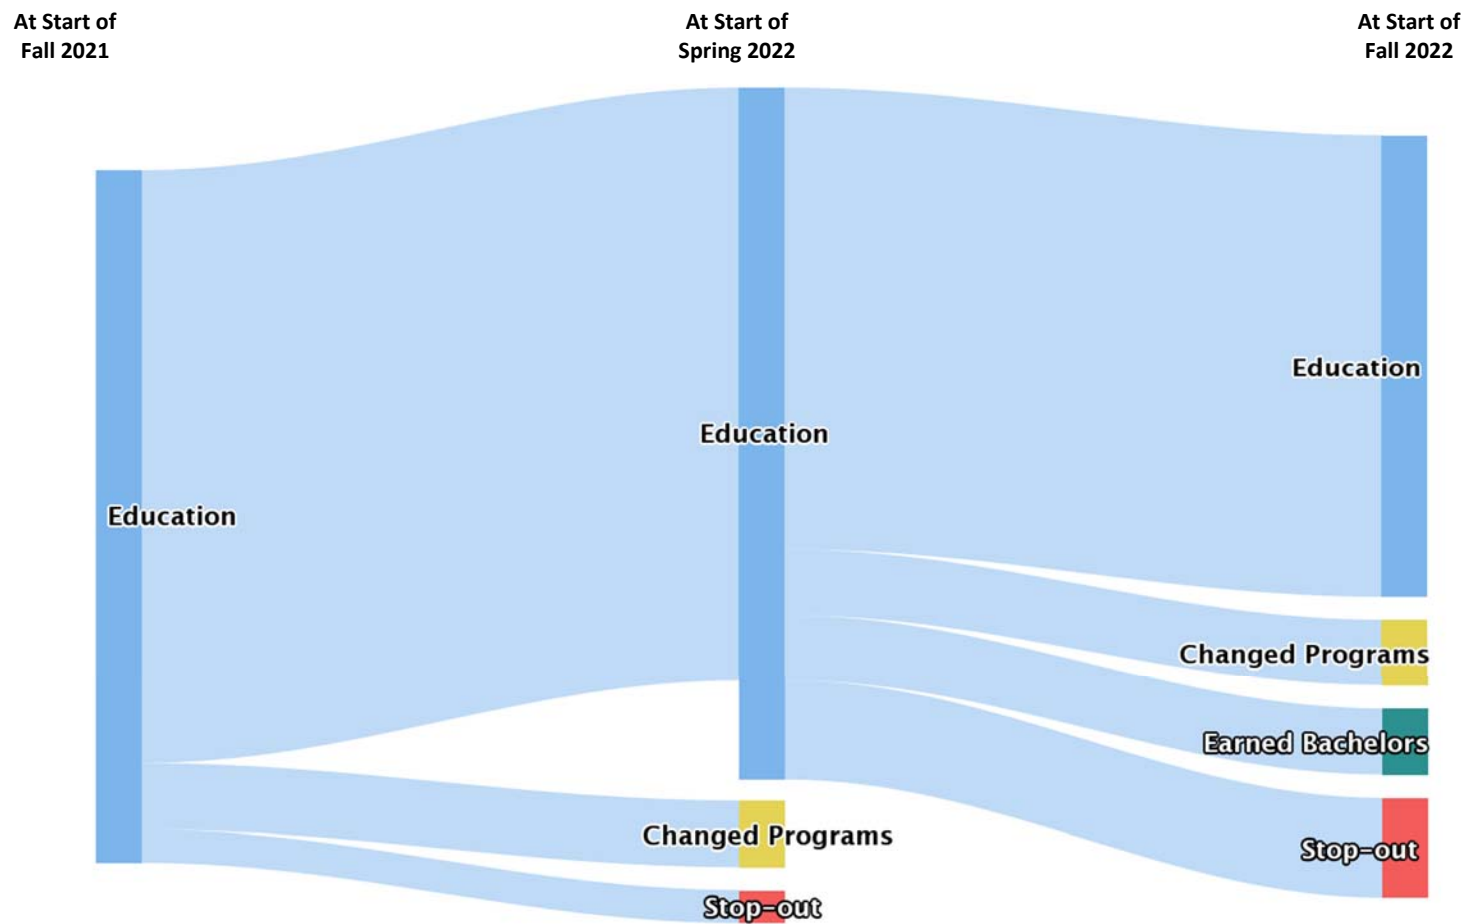 At Start of
Fall 2021
At Start of
Spring 2022
At Start of
Fall 2022
Education
Education
Education
Changed Programs
Earned Bachelors
Changed Programs
Stop-out
Stop-out